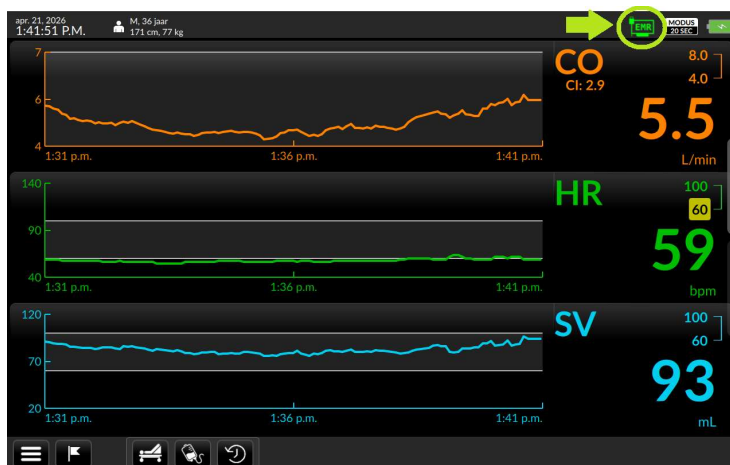 apr. 21, 2026
1:41:51 P.M.
M, 36 jaar
171 cm, 77 kg
EMR
MODUS
20 SEC
7
6
4
1:31 p.m.
1:36 p.m.
1:41 p.m.
CO
CI: 2.9
8.0
4.0
5.5
L/min
140
90
40
1:31 p.m.
1:36 p.m.
1:41 p.m.
HR
100
60
59
bpm
120
70
20
1:31 p.m.
1:36 p.m.
1:41 p.m.
SV
100
60
93
mL